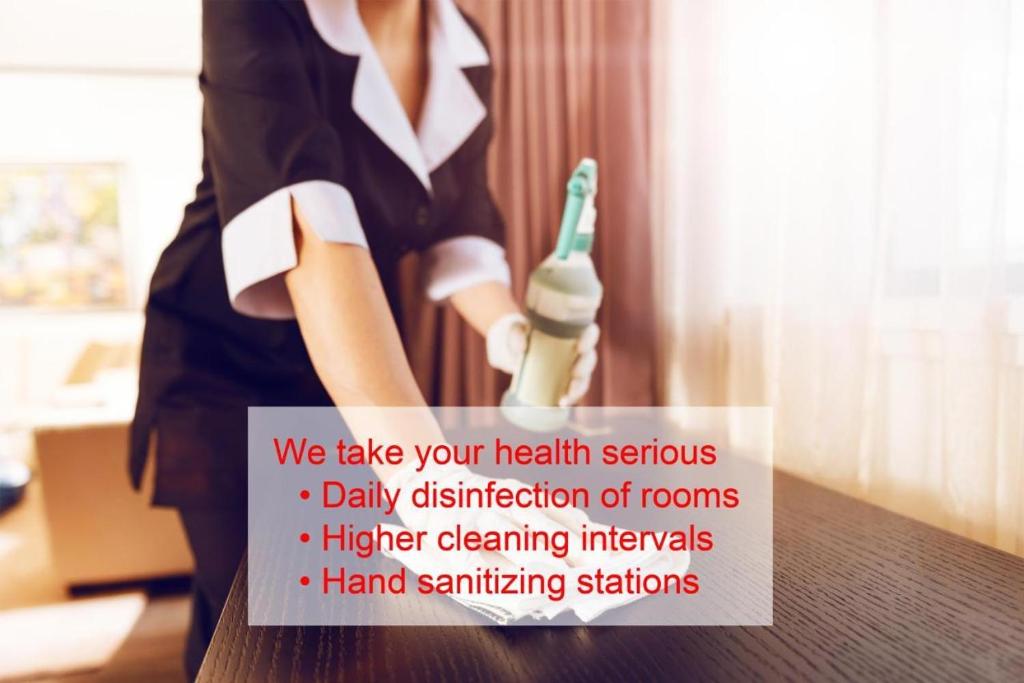 We take your health serious
• Daily disinfection of rooms
• Higher cleaning intervals
• Hand sanitizing stations